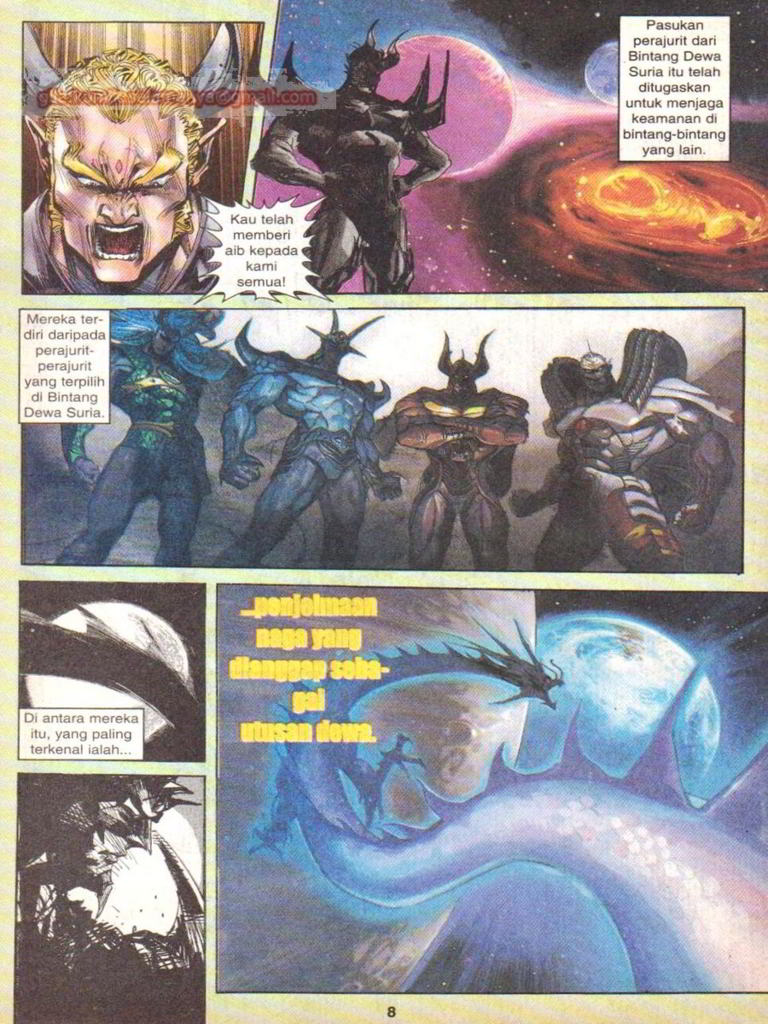 Pasukan
perajurit dari
Bintang Dewa
Suria itu telah
ditugaskan
untuk menjaga
keamanan di
bintang-bintang
yang lain.
Kau telah
memberi
aib kepada
kami
semua!
Mereka ter-
diri daripada
perajurit-
perajurit
yang terpilih
di Bintang
Dewa Suria.
Di antara mereka
itu, yang paling
terkenal ialah...
...penjelmaan
naga yang
dianggap seba-
gai
utusan dewa.
8